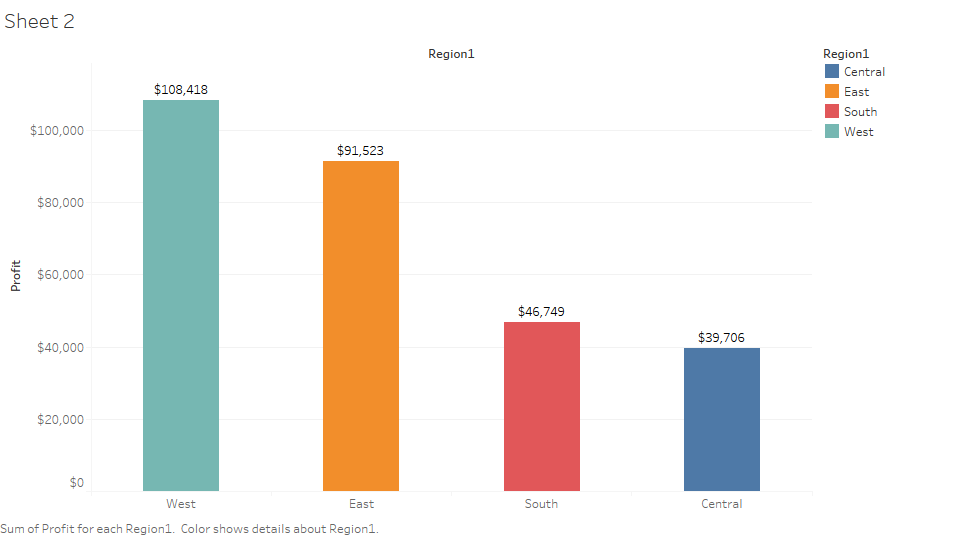 Sheet 2
Region1
Region1
Central
East
South
West
$108,418
$91,523
$46,749
$39,706
$100,000
$80,000
$60,000
$40,000
$20,000
$0
Profit
West East South Central
Sum of Profit for each Region1. Color shows details about Region1.